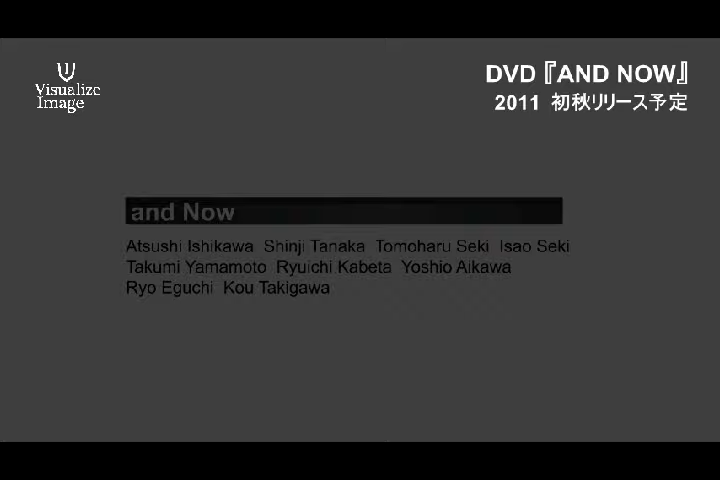 Visualize
Image
DVD『AND NOW』
2011 初秋リリース予定
and Now
Atsushi Ishikawa Shinji Tanaka Tomoharu Seki Isao Seki
Takumi Yamamoto Ryuichi Kabeta Yoshio Aikawa
Ryo Eguchi Kou Takigawa